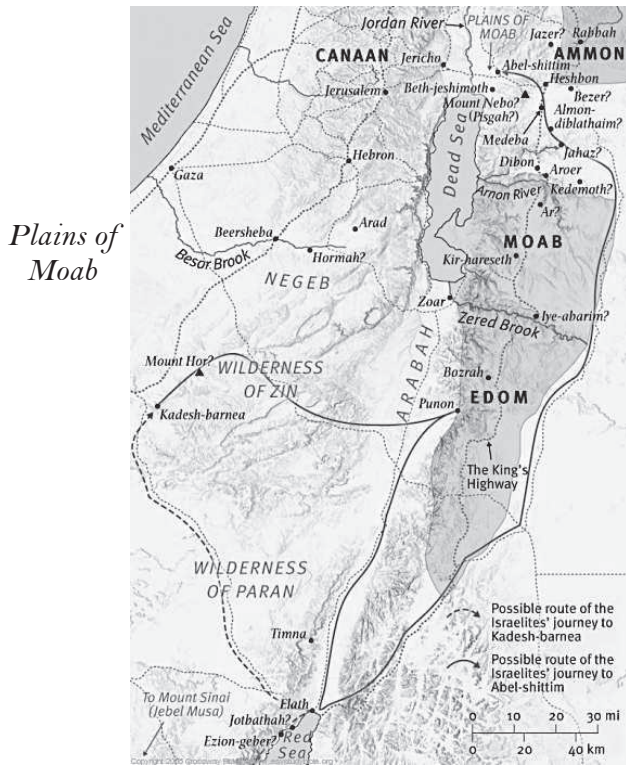 Plains of
Moab
Mediterranean Sea
Jordan River
PLAINS OF
MOAB
Jazer?
Rabbah
CANAAN
AMMON
Jericho
Abel-shittim
Heshbon
Jerusalem
Beth-jeshimoth
Bezer?
Mount Nebo?
(Pisgah?)
Almon-
diblathaim?
Medeba
Dead Sea
Jahaz?
Hebron
Dibon
Aroer
Gaza
Kedemoth?
Arnon River
Ar?
Arad
Beersheba
MOAB
Besor Brook
Hormah?
Kir-hareseth
NEGEB
Zoar
Iye-abarim?
Zered Brook
ARABAH
Mount Hor?
WILDERNESS
OF ZIN
Bozrah
EDOM
Punon
Kadesh-barnea
The King's
Highway
WILDERNESS
OF PARAN
Possible route of the
Israelites' journey to
Kadesh-barnea
Timna
Possible route of the
Israelites' journey to
Abel-shittim
To Mount Sinai
(Jebel Musa)
Elath
Jotbathah?
Ezion-geber?
Red
Sea
0 10 20 30 mi
0 20 40 km